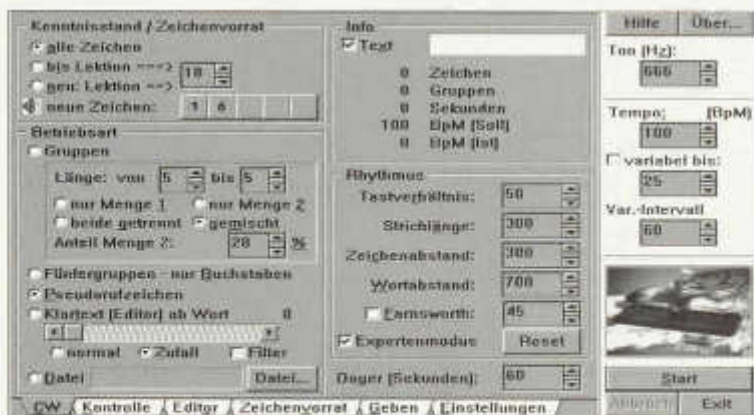 Kenntnisstand / Zeichenvorrat
alle Zeichen
bis Lektion ===>
18
gen. Lektion ==>
neue Zeichen: 1 6
Betriebsart
Gruppen
Länge: von 5 bis 5
nur Menge 1 nur Menge 2
beide getrennt gemischt
Anteil Menge 2: 20 %
Fünfergruppen - nur Buchstaben
Pseudorufzeichen
Klartext (Editor) ab Wort 0
normal Zufall Filter
Datei Datei...
Info
Text
0 Zeichen
0 Gruppen
0 Sekunden
100 BpM (Soll)
0 BpM (Ist)
Rhythmus
Tastverhältnis: 50
Strichlänge: 300
Zeichenabstand: 300
Wortabstand: 700
Farnsworth: 45
Expertenmodus Reset
Dauer (Sekunden): 60
Hilfe Über...
Ton (Hz):
666
Tempo: (BpM)
100
variabel bis:
25
Var.-Intervall
60
Start
Abbruch Exit
CW Kontrolle Editor Zeichenvorrat Geben Einstellungen